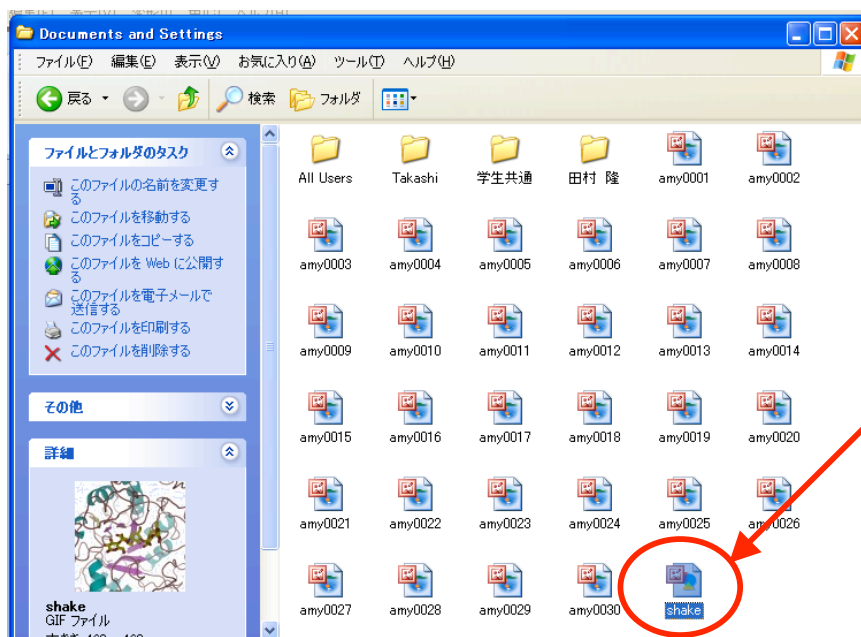 Documents and Settings
ファイル(F) 編集(E) 表示(V) お気に入り(A) ツール(T) ヘルプ(H)
戻る 検索 フォルダ
ファイルとフォルダのタスク
このファイルの名前を変更す
る
このファイルを移動する
このファイルをコピーする
このファイルを Web に公開す
る
このファイルを電子メールで
送信する
このファイルを印刷する
このファイルを削除する
その他
詳細
shake
GIF ファイル
All Users Takashi 学生共通 田村 隆 amy0001 amy0002
amy0003 amy0004 amy0005 amy0006 amy0007 amy0008
amy0009 amy0010 amy0011 amy0012 amy0013 amy0014
amy0015 amy0016 amy0017 amy0018 amy0019 amy0020
amy0021 amy0022 amy0023 amy0024 amy0025 amy0026
amy0027 amy0028 amy0029 amy0030 shake